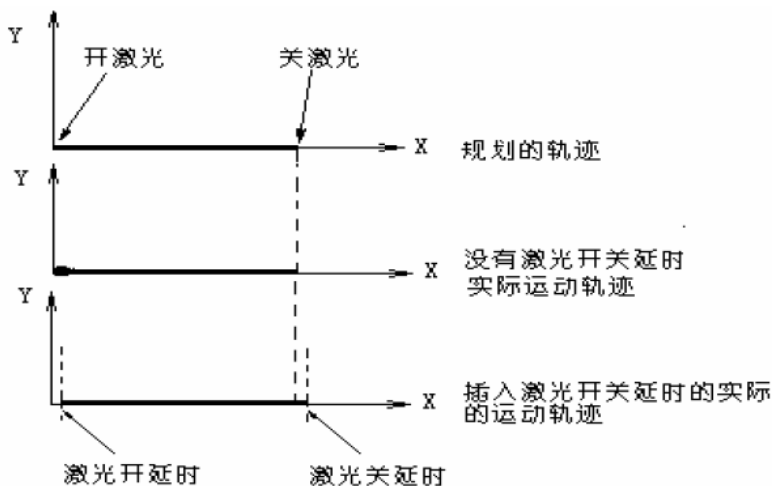 Y
开激光
关激光
X
规划的轨迹
Y
没有激光开关延时
X
实际运动轨迹
Y
插入激光开关延时的实际
X
的运动轨迹
激光开延时
激光关延时